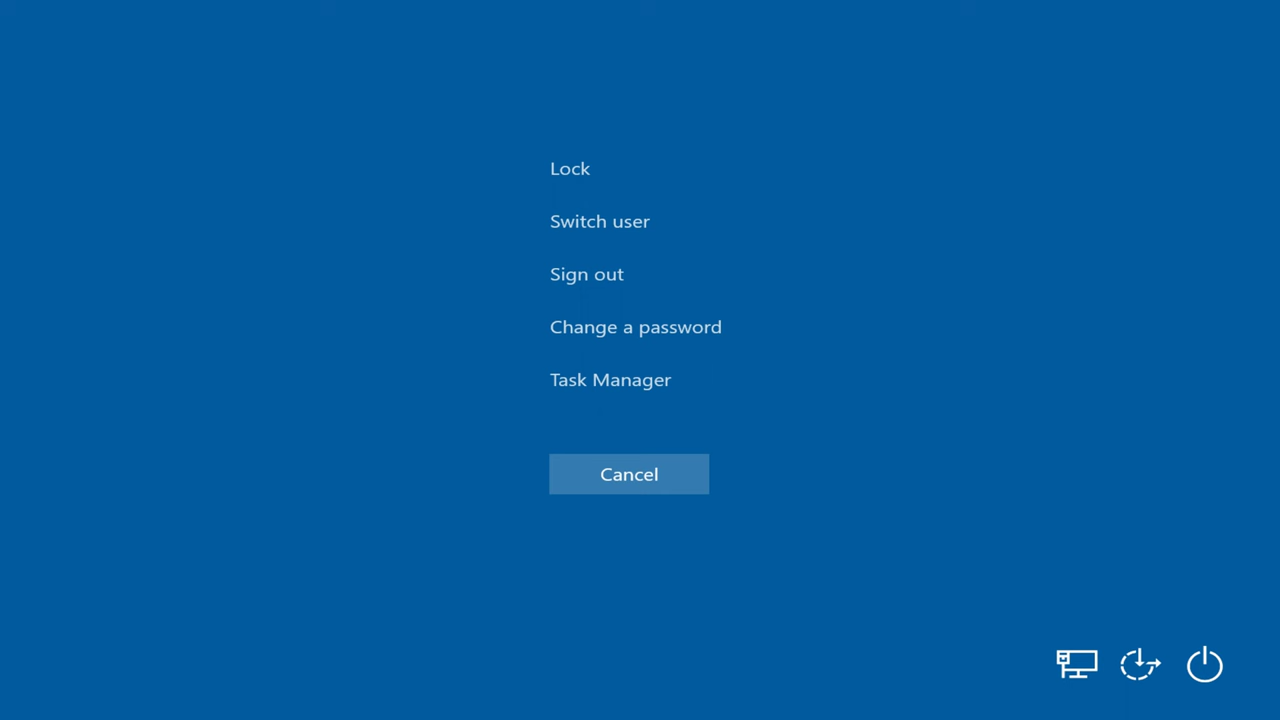 Lock
Switch user
Sign out
Change a password
Task Manager
Cancel